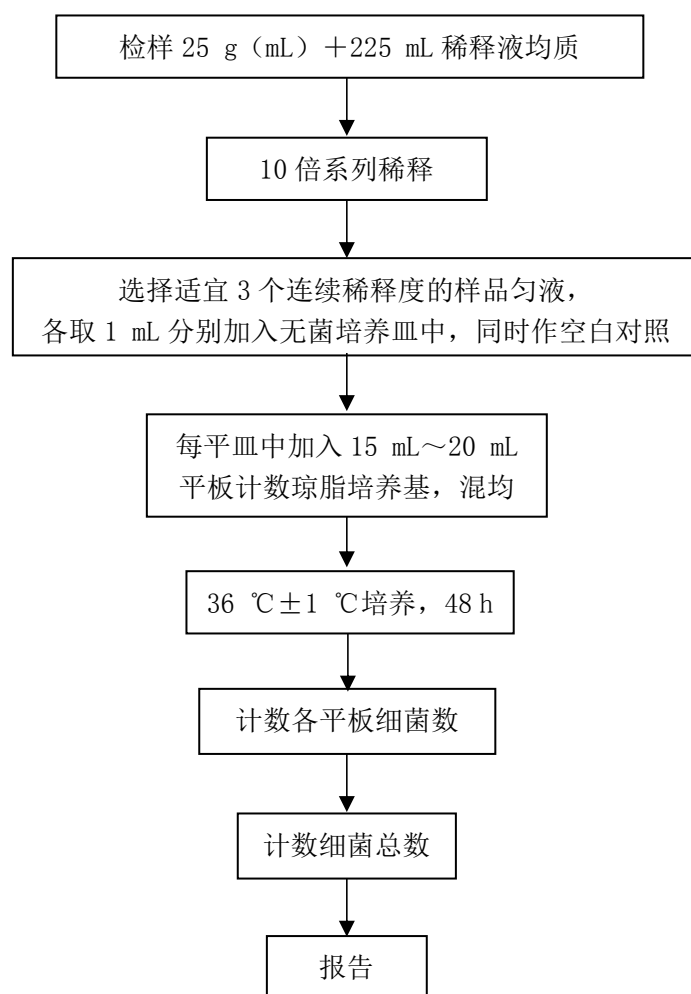 检样 25 g（mL）＋225 mL 稀释液均质
10 倍系列稀释
选择适宜 3 个连续稀释度的样品匀液，
各取 1 mL 分别加入无菌培养皿中，同时作空白对照
每平皿中加入 15 mL～20 mL
平板计数琼脂培养基，混均
36 ℃±1 ℃培养，48 h
计数各平板细菌数
计数细菌总数
报告